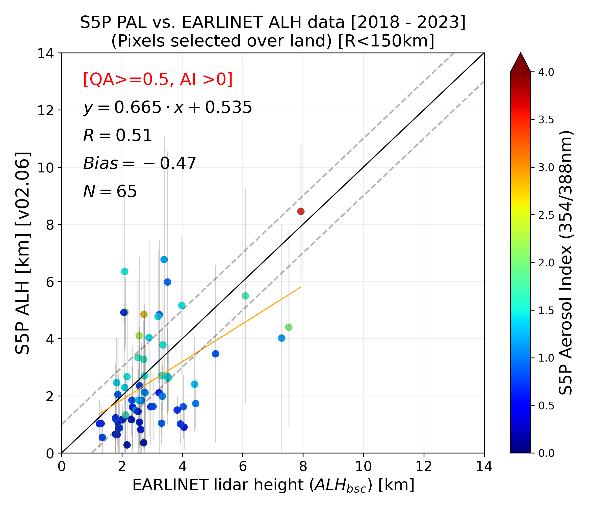 S5P PAL vs. EARLINET ALH data [2018 - 2023]
(Pixels selected over land) [R<150km]
[QA>=0.5, AI >0]
y = 0.665 · x + 0.535
R = 0.51
Bias = −0.47
N = 65
S5P ALH [km] [v02.06]
14
12
10
8
6
4
2
0
0 2 4 6 8 10 12 14
EARLINET lidar height (ALH_bsc) [km]
4.0
3.5
3.0
2.5
2.0
1.5
1.0
0.5
0.0
S5P Aerosol Index (354/388nm)